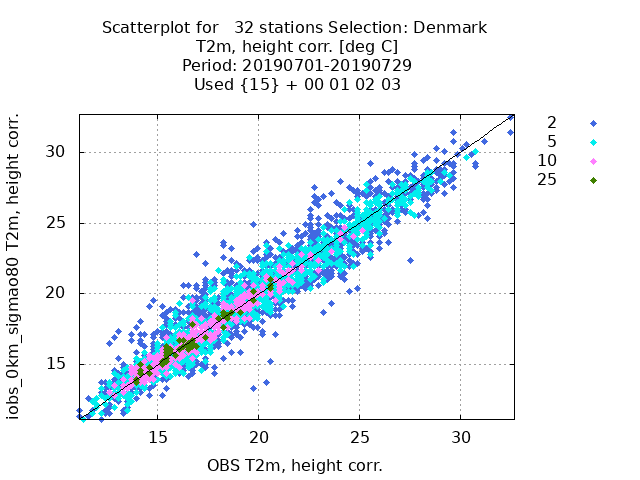 Scatterplot for   32 stations Selection: Denmark
T2m, height corr. [deg C]
Period: 20190701-20190729
Used {15} + 00 01 02 03
iobs_0km_sigmao80 T2m, height corr.
30
25
20
15
15 20 25 30
OBS T2m, height corr.
2
5
10
25